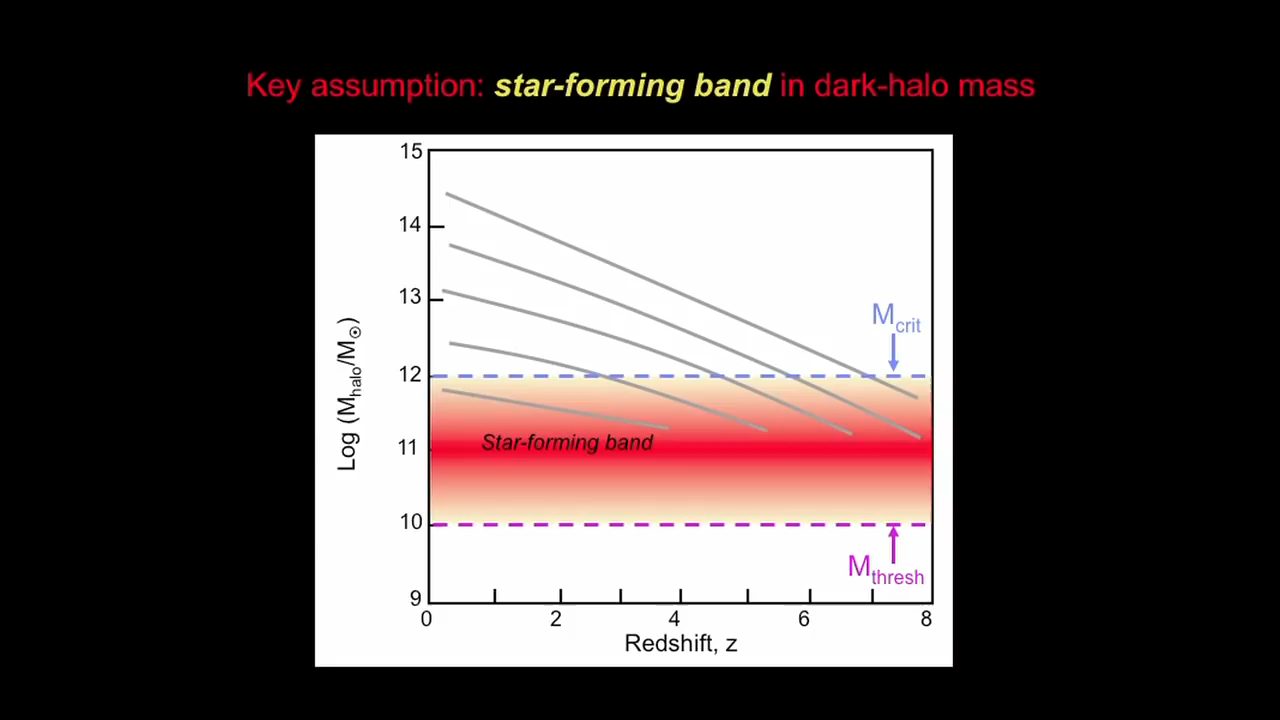 Key assumption: star-forming band in dark-halo mass
15
14
13
12
11
10
9
Log (Mhalo/M☉)
Mcrit
Star-forming band
Mthresh
0 2 4 6 8
Redshift, z